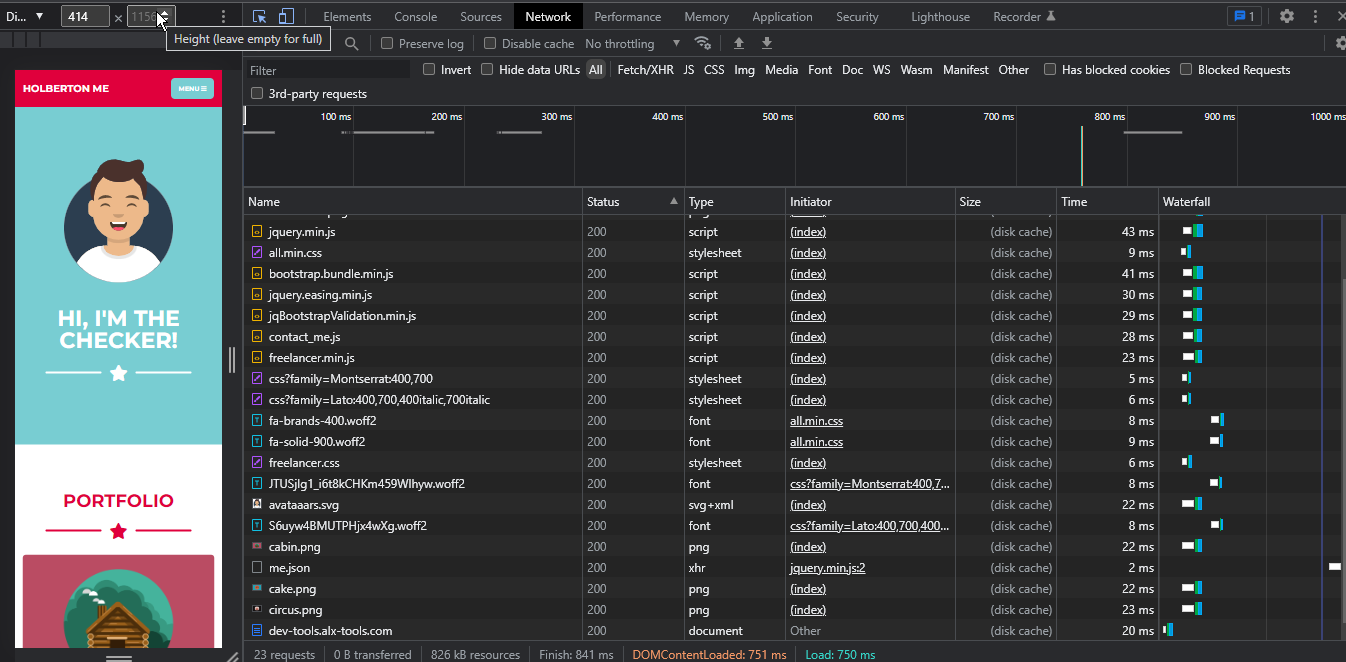 Di... ▼ 414 × 1156 Elements Console Sources Network Performance Memory Application Security Lighthouse Recorder 1
Height (leave empty for full)
Preserve log Disable cache No throttling ▼
Filter Invert Hide data URLs All Fetch/XHR JS CSS Img Media Font Doc WS Wasm Manifest Other Has blocked cookies Blocked Requests
3rd-party requests
100 ms 200 ms 300 ms 400 ms 500 ms 600 ms 700 ms 800 ms 900 ms 1000 ms
Name Status ▲ Type Initiator Size Time Waterfall
jquery.min.js 200 script (index) (disk cache) 43 ms
all.min.css 200 stylesheet (index) (disk cache) 9 ms
bootstrap.bundle.min.js 200 script (index) (disk cache) 41 ms
jquery.easing.min.js 200 script (index) (disk cache) 30 ms
jqBootstrapValidation.min.js 200 script (index) (disk cache) 29 ms
contact_me.js 200 script (index) (disk cache) 28 ms
freelancer.min.js 200 script (index) (disk cache) 23 ms
css?family=Montserrat:400,700 200 stylesheet (index) (disk cache) 5 ms
css?family=Lato:400,700,400italic,700italic 200 stylesheet (index) (disk cache) 6 ms
fa-brands-400.woff2 200 font all.min.css (disk cache) 8 ms
fa-solid-900.woff2 200 font all.min.css (disk cache) 9 ms
freelancer.css 200 stylesheet (index) (disk cache) 6 ms
JTUSjIg1_i6t8kCHKm459WIhyw.woff2 200 font css?family=Montserrat:400,7... (disk cache) 8 ms
avataaars.svg 200 svg+xml (index) (disk cache) 22 ms
S6uyw4BMUTPHjx4wXg.woff2 200 font css?family=Lato:400,700,400... (disk cache) 8 ms
cabin.png 200 png (index) (disk cache) 22 ms
me.json 200 xhr jquery.min.js:2 (disk cache) 2 ms
cake.png 200 png (index) (disk cache) 22 ms
circus.png 200 png (index) (disk cache) 23 ms
dev-tools.alx-tools.com 200 document Other (disk cache) 20 ms
23 requests 0 B transferred 826 kB resources Finish: 841 ms DOMContentLoaded: 751 ms Load: 750 ms
HOLBERTON ME MENU
HI, I'M THE
CHECKER!
PORTFOLIO